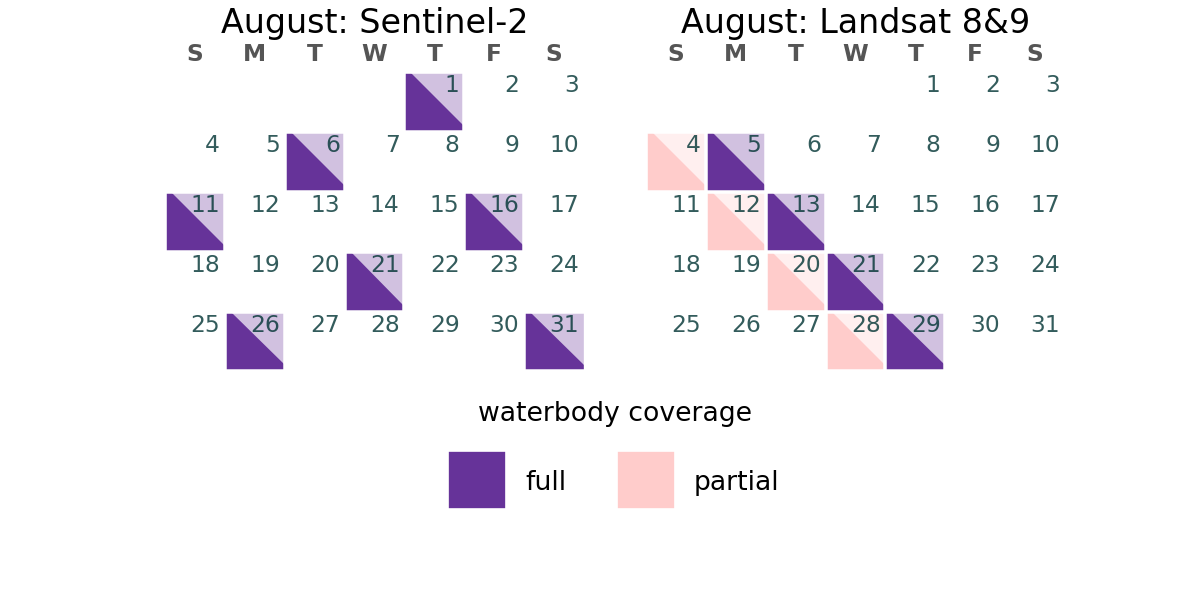 August: Sentinel-2
S M T W T F S
1 2 3
4 5 6 7 8 9 10
11 12 13 14 15 16 17
18 19 20 21 22 23 24
25 26 27 28 29 30 31
August: Landsat 8&9
S M T W T F S
1 2 3
4 5 6 7 8 9 10
11 12 13 14 15 16 17
18 19 20 21 22 23 24
25 26 27 28 29 30 31
waterbody coverage
full
partial